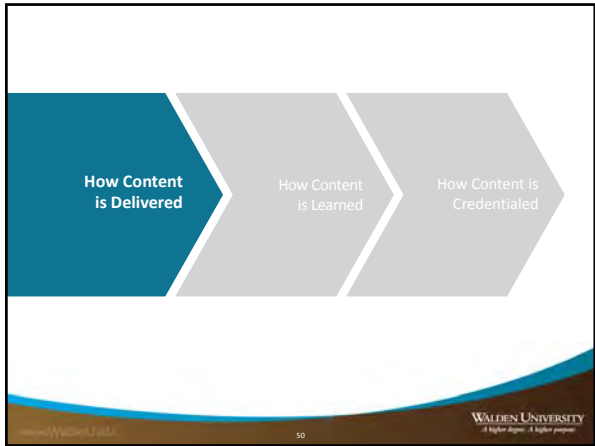 How Content
is Delivered
How Content
is Learned
How Content is
Credentialed
50
WALDEN UNIVERSITY
A higher degree. A higher purpose.